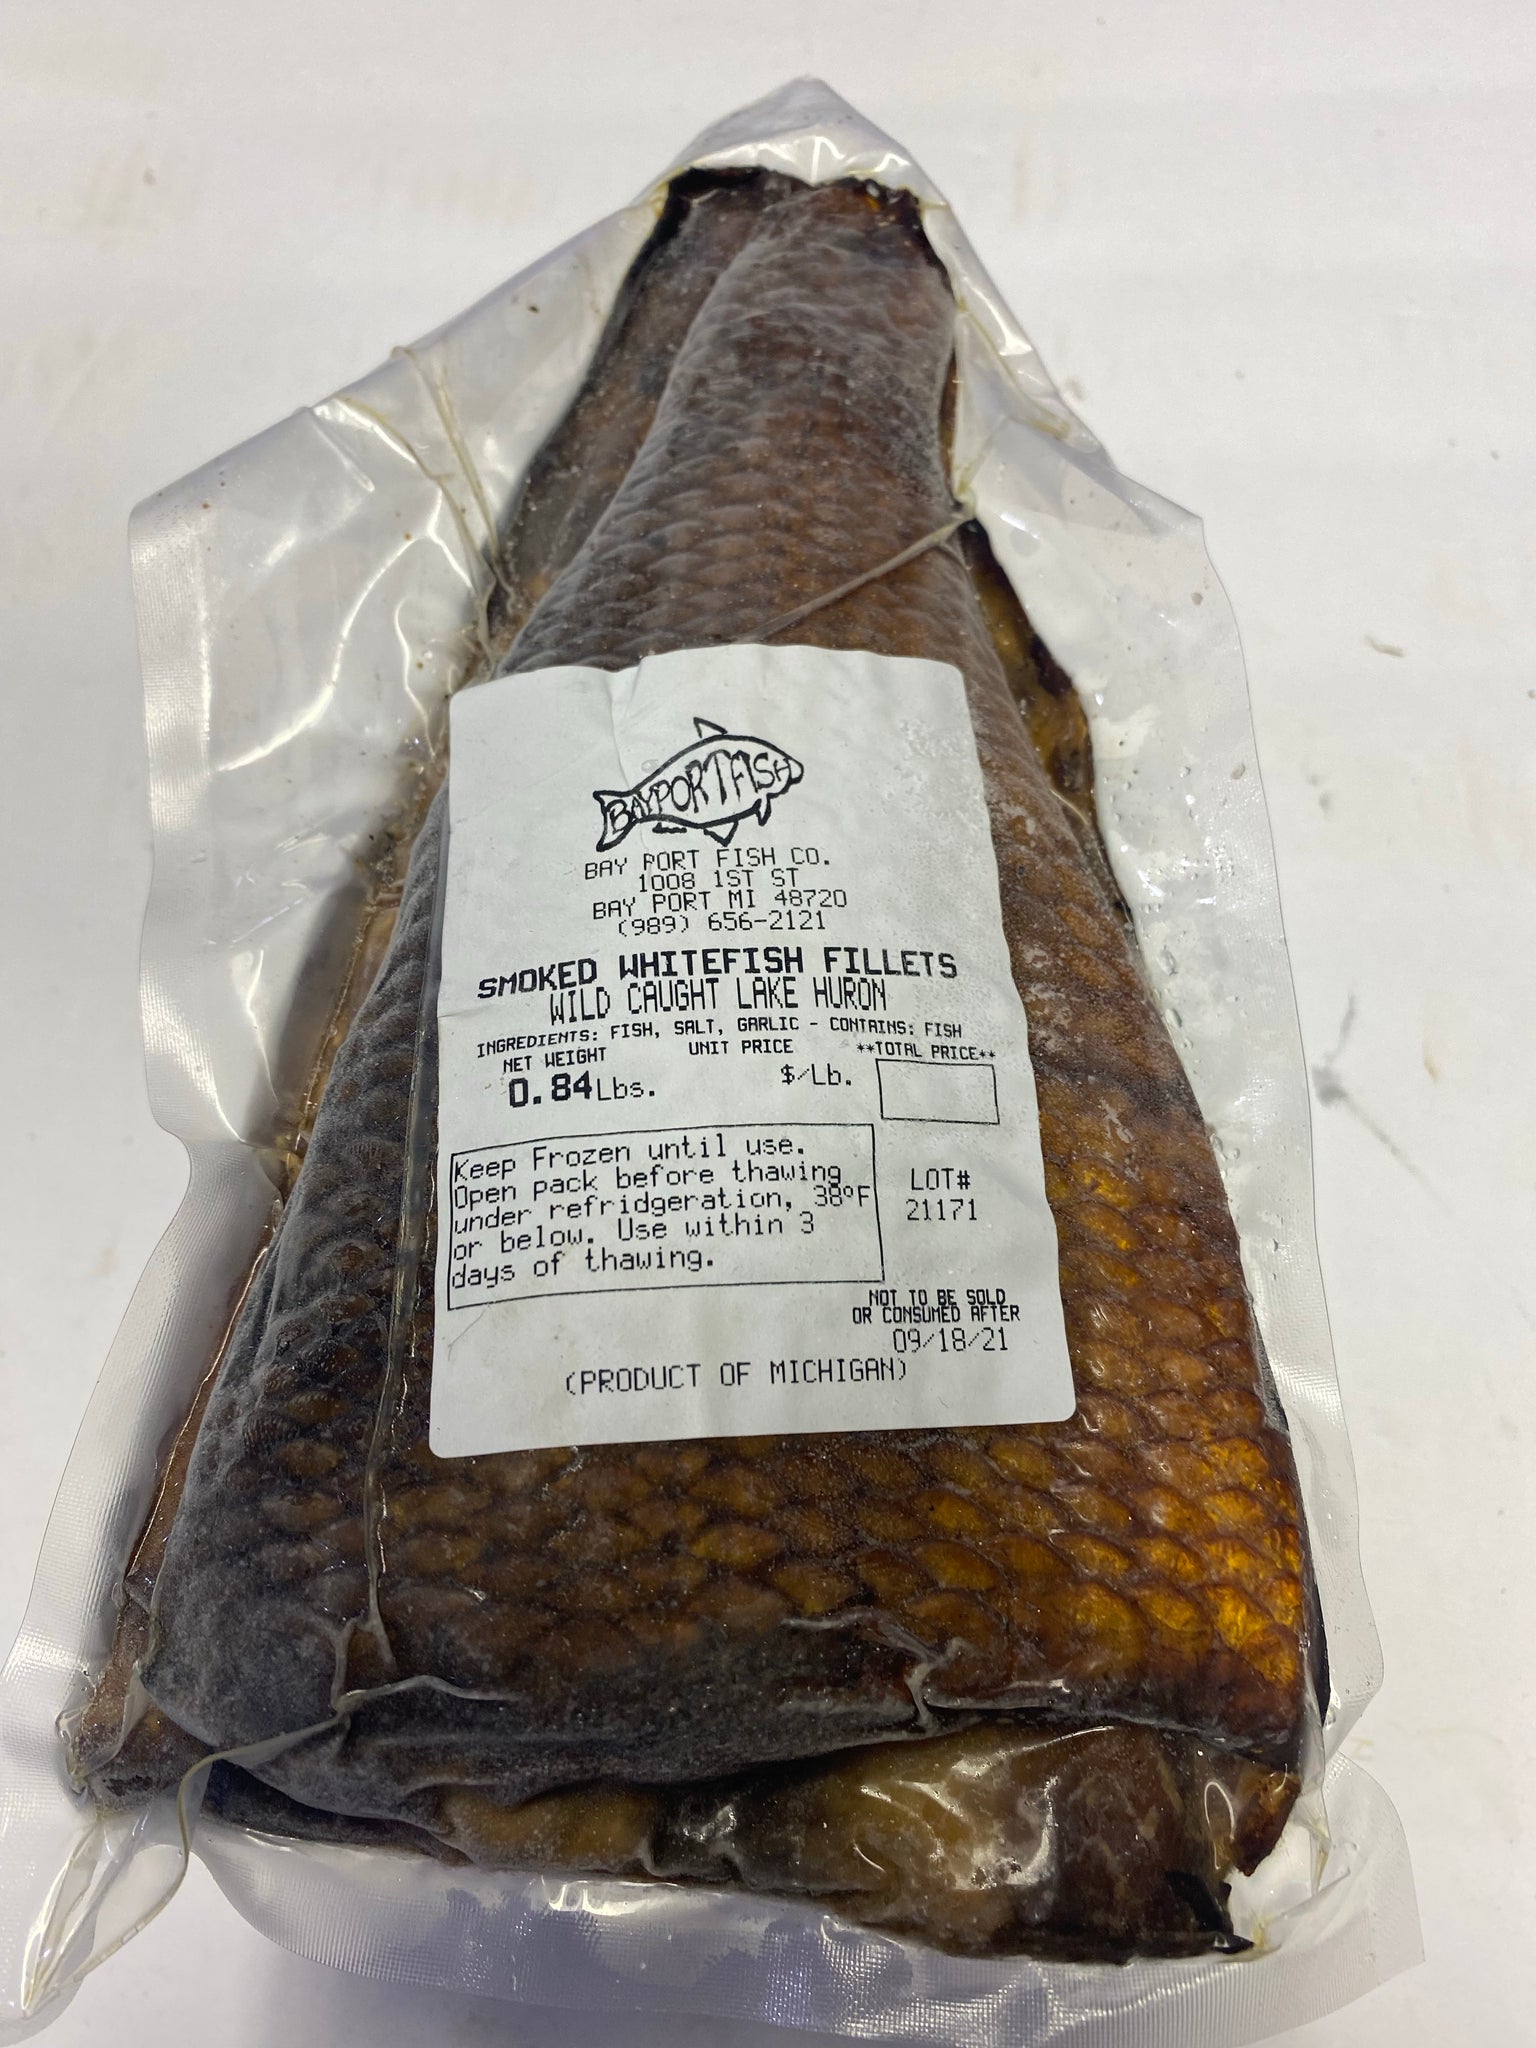 BAYPORT FISH
BAY PORT FISH CO.
1008 1ST ST
BAY PORT MI 48720
(989) 656-2121
SMOKED WHITEFISH FILLETS
WILD CAUGHT LAKE HURON
INGREDIENTS: FISH, SALT, GARLIC - CONTAINS: FISH
NET WEIGHT UNIT PRICE **TOTAL PRICE**
0.84Lbs. $/Lb.
Keep Frozen until use.
Open pack before thawing
under refridgeration, 38ºF
or below. Use within 3
days of thawing.
LOT#
21171
NOT TO BE SOLD
OR CONSUMED AFTER
09/18/21
(PRODUCT OF MICHIGAN)